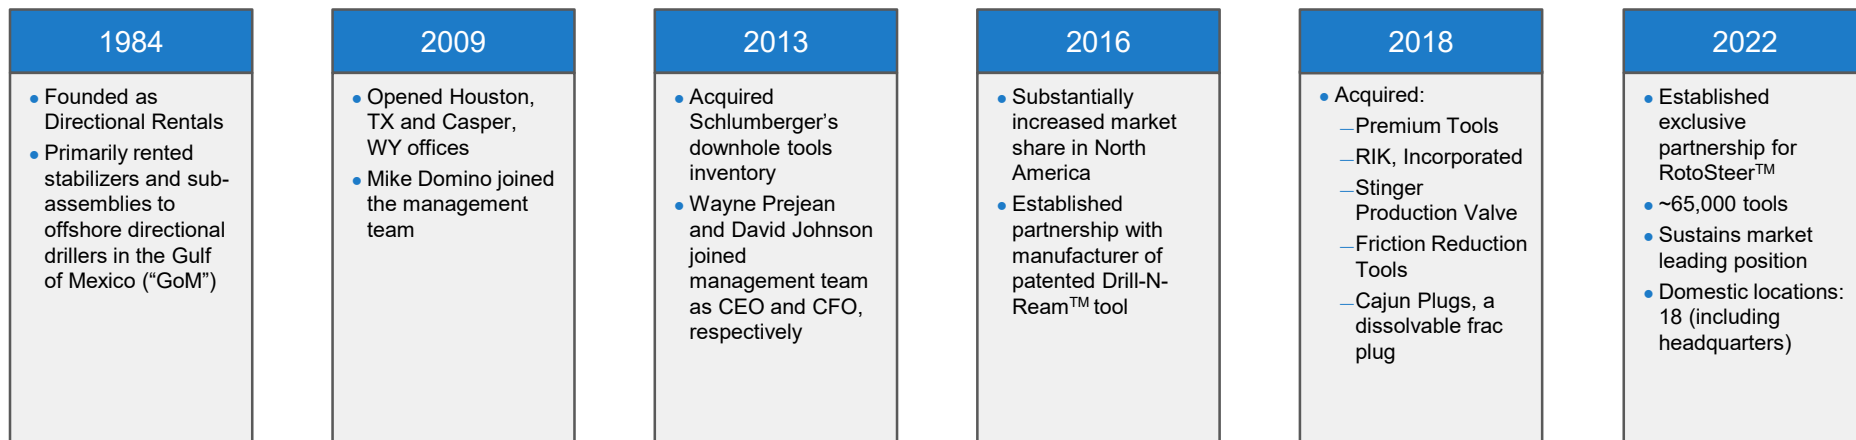 1984
• Founded as
Directional Rentals
• Primarily rented
stabilizers and sub-
assemblies to
offshore directional
drillers in the Gulf
of Mexico (“GoM”)
2009
• Opened Houston,
TX and Casper,
WY offices
• Mike Domino joined
the management
team
2013
• Acquired
Schlumberger’s
downhole tools
inventory
• Wayne Prejean
and David Johnson
joined
management team
as CEO and CFO,
respectively
2016
• Substantially
increased market
share in North
America
• Established
partnership with
manufacturer of
patented Drill-N-
Ream™ tool
2018
• Acquired:
–Premium Tools
–RIK, Incorporated
–Stinger
Production Valve
–Friction Reduction
Tools
–Cajun Plugs, a
dissolvable frac
plug
2022
• Established
exclusive
partnership for
RotoSteer™
• ~65,000 tools
• Sustains market
leading position
• Domestic locations:
18 (including
headquarters)